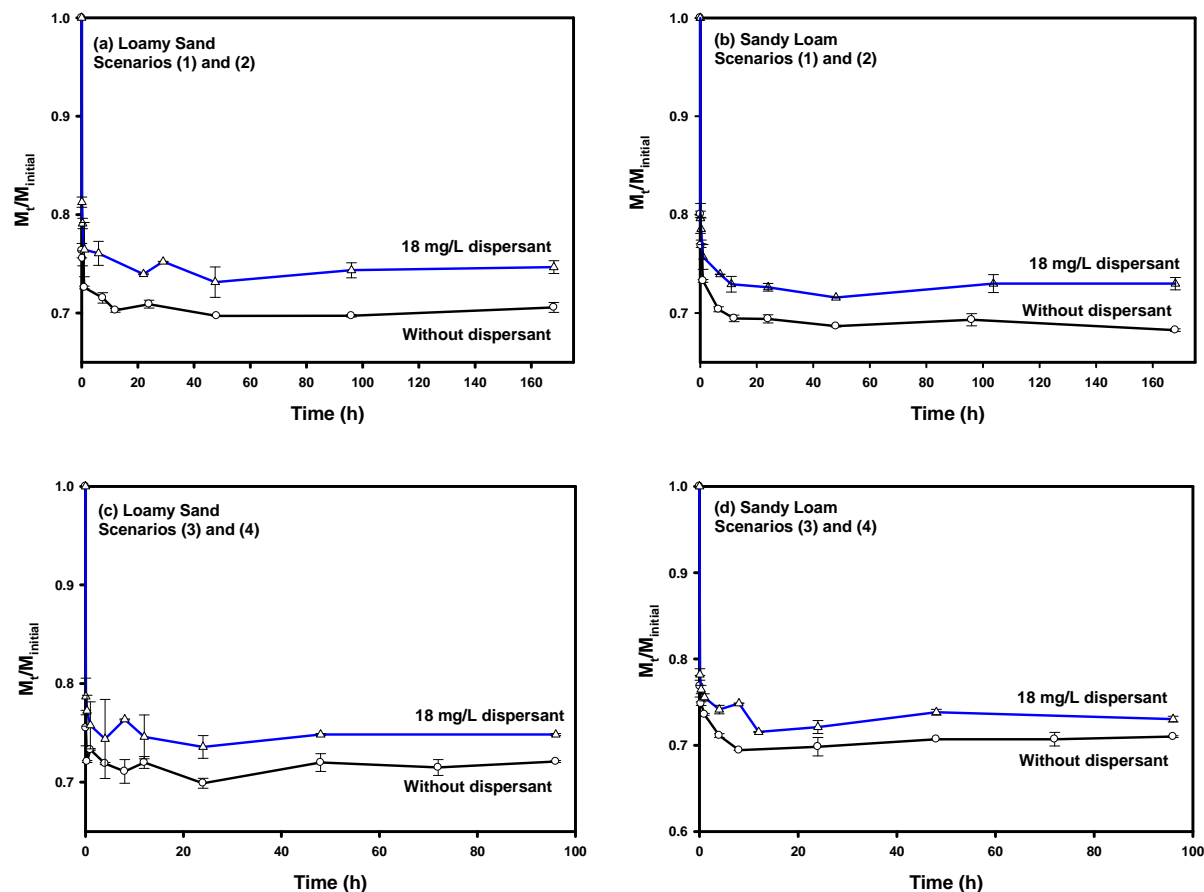 (a) Loamy Sand
Scenarios (1) and (2)
Mt/Minitial
1.0
0.9
0.8
0.7
18 mg/L dispersant
Without dispersant
0 20 40 60 80 100 120 140 160
Time (h)
(b) Sandy Loam
Scenarios (1) and (2)
Mt/Minitial
1.0
0.9
0.8
0.7
18 mg/L dispersant
Without dispersant
0 20 40 60 80 100 120 140 160
Time (h)
(c) Loamy Sand
Scenarios (3) and (4)
Mt/Minitial
1.0
0.9
0.8
0.7
18 mg/L dispersant
Without dispersant
0 20 40 60 80 100
Time (h)
(d) Sandy Loam
Scenarios (3) and (4)
Mt/Minitial
1.0
0.9
0.8
0.7
0.6
18 mg/L dispersant
Without dispersant
0 20 40 60 80 100
Time (h)